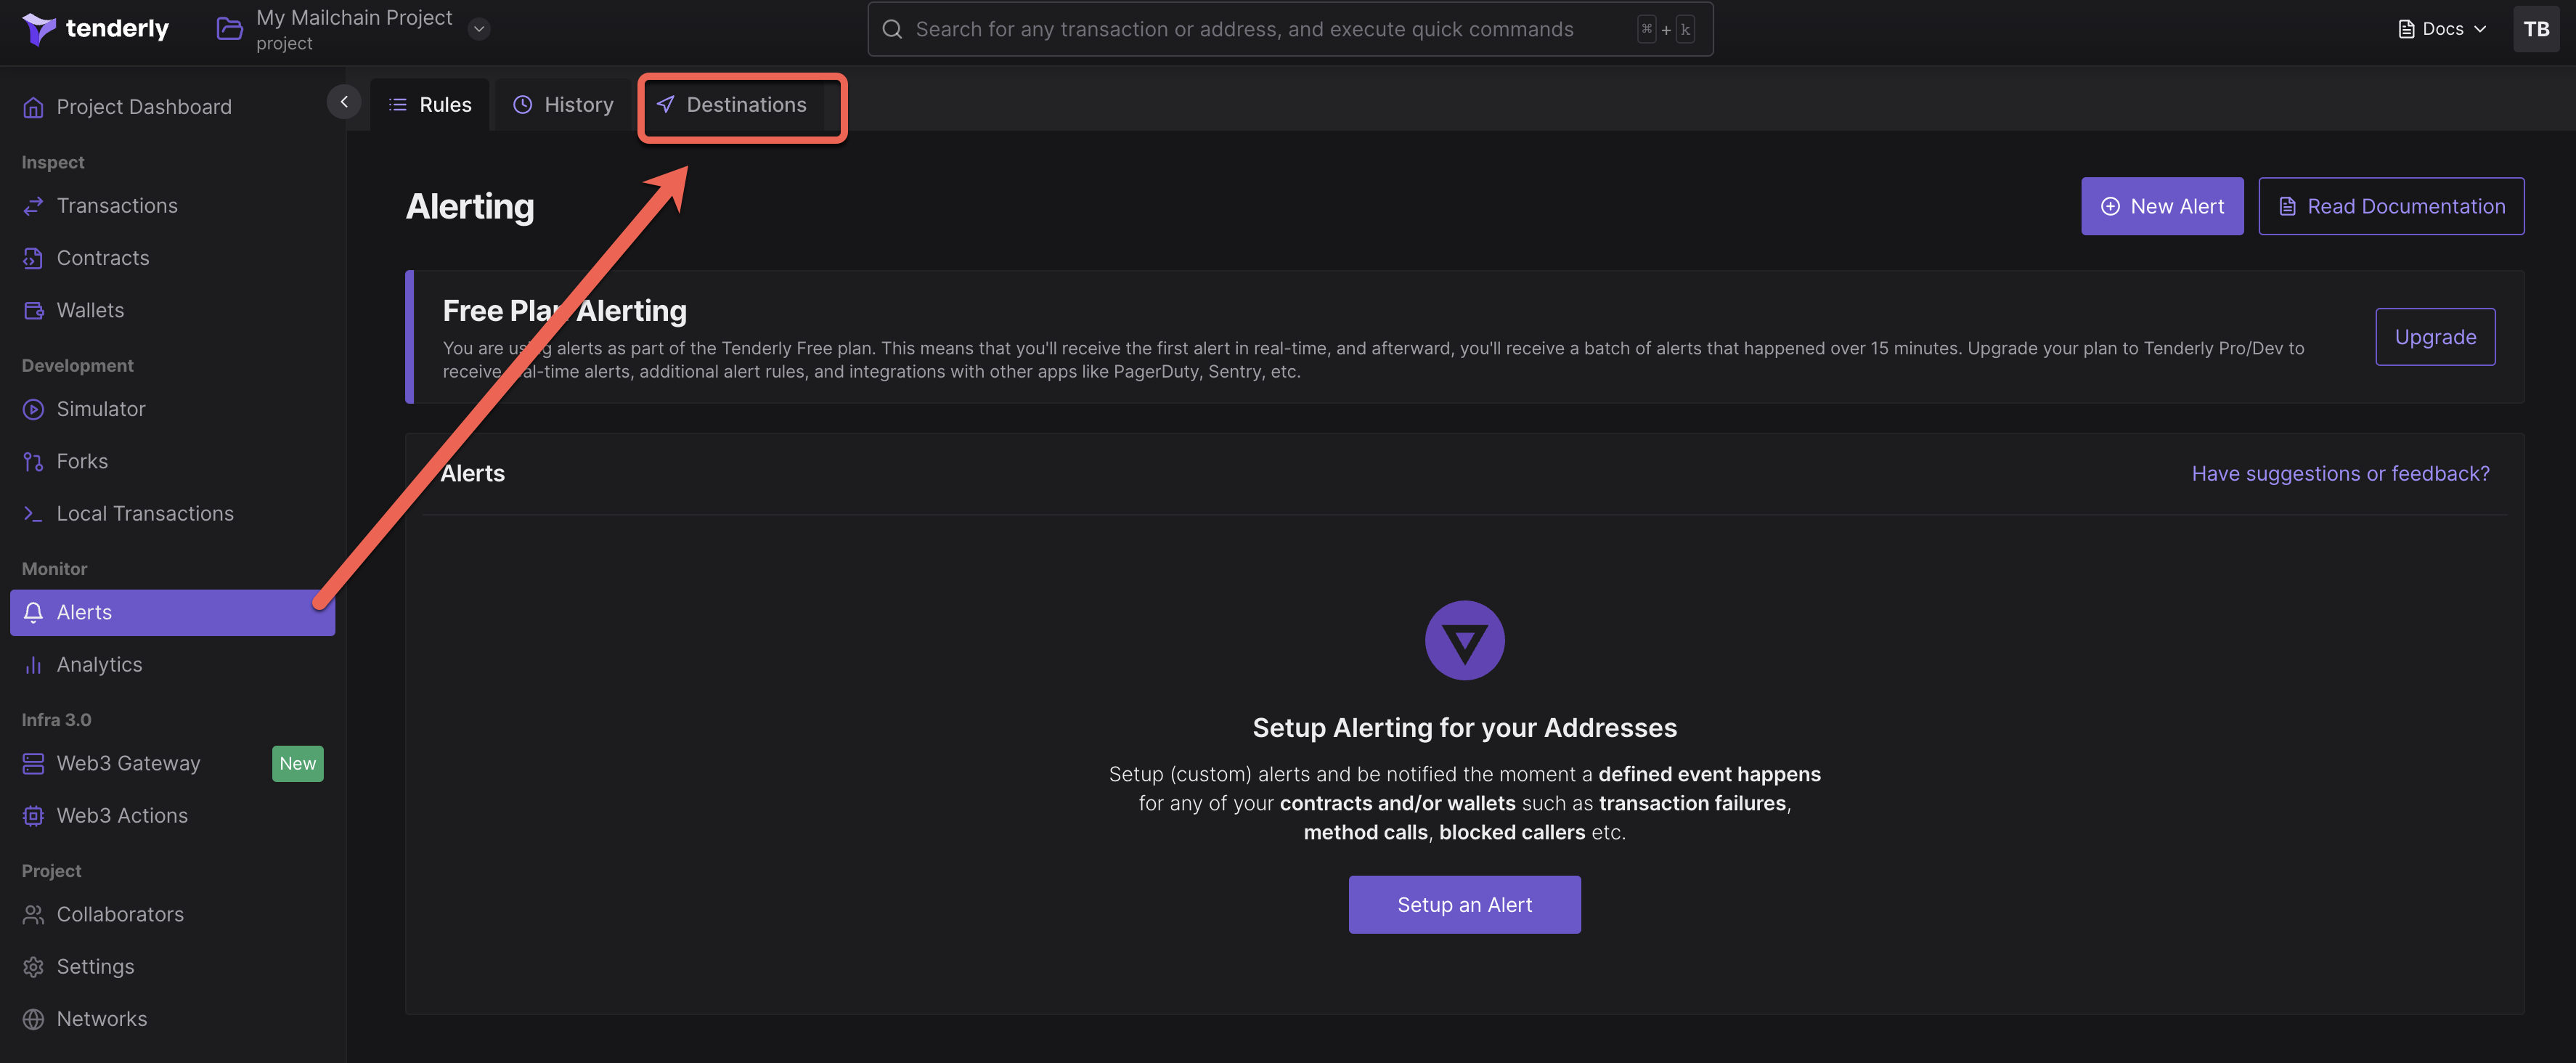 tenderly
My Mailchain Project
project
Search for any transaction or address, and execute quick commands
⌘ + k
Docs
TB
Project Dashboard
Rules
History
Destinations
Inspect
Transactions
Contracts
Wallets
Development
Simulator
Forks
Local Transactions
Monitor
Alerts
Analytics
Infra 3.0
Web3 Gateway
New
Web3 Actions
Project
Collaborators
Settings
Networks
Alerting
New Alert
Read Documentation
Free Plan Alerting
You are using alerts as part of the Tenderly Free plan. This means that you'll receive the first alert in real-time, and afterward, you'll receive a batch of alerts that happened over 15 minutes. Upgrade your plan to Tenderly Pro/Dev to
receive real-time alerts, additional alert rules, and integrations with other apps like PagerDuty, Sentry, etc.
Upgrade
Alerts
Have suggestions or feedback?
Setup Alerting for your Addresses
Setup (custom) alerts and be notified the moment a defined event happens
for any of your contracts and/or wallets such as transaction failures,
method calls, blocked callers etc.
Setup an Alert